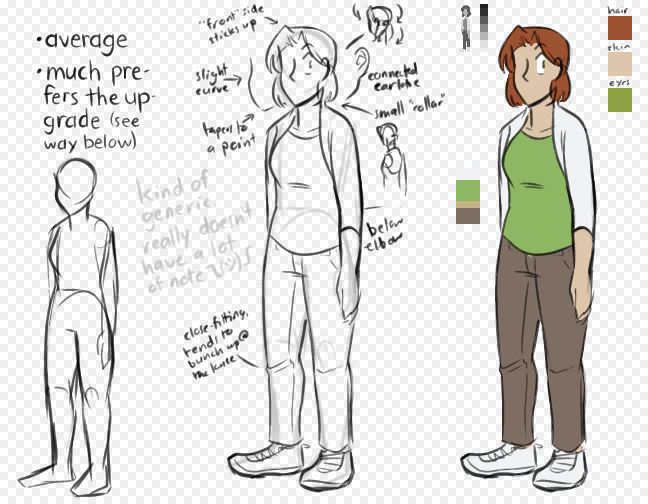 • average
• much pre-
fers the up-
grade (see
way below)
"front" side
sticks up
slight
curve
tapers to
a point
connected
earlobe
small "collar"
kind of
generic
really doesn't
have a lot
of note ¯\(ツ)/¯
below
elbow
close-fitting,
tends to
bunch up @
the knee
hair
skin
eyes